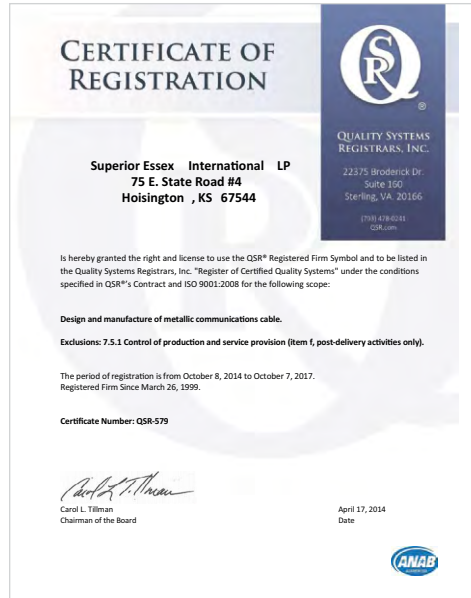 CERTIFICATE OF
REGISTRATION
QSR
®
QUALITY SYSTEMS
REGISTRARS, INC.
22375 Broderick Dr.
Suite 160
Sterling, VA. 20166
(703) 478-0241
QSR.com
Superior Essex International LP
75 E. State Road #4
Hoisington , KS 67544
Is hereby granted the right and license to use the QSR® Registered Firm Symbol and to be listed in
the Quality Systems Registrars, Inc. "Register of Certified Quality Systems" under the conditions
specified in QSR®'s Contract and ISO 9001:2008 for the following scope:
Design and manufacture of metallic communications cable.
Exclusions: 7.5.1 Control of production and service provision (item f, post-delivery activities only).
The period of registration is from October 8, 2014 to October 7, 2017.
Registered Firm Since March 26, 1999.
Certificate Number: QSR-579
Carol L. Tillman
Carol L. Tillman
Chairman of the Board
April 17, 2014
Date
ANAB